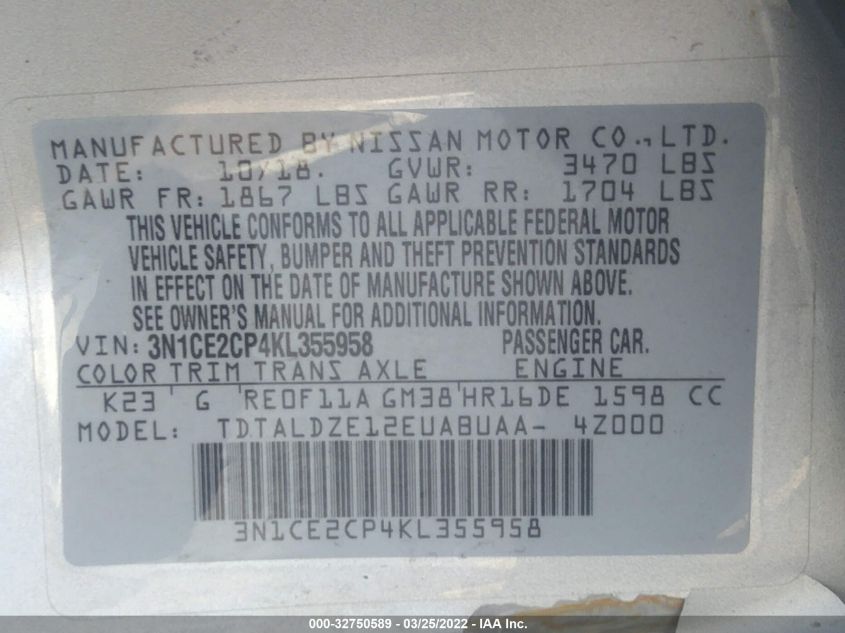 MANUFACTURED BY NISSAN MOTOR CO., LTD.
DATE: 10/18. GVWR: 3470 LBS
GAWR FR: 1867 LBS GAWR RR: 1704 LBS
THIS VEHICLE CONFORMS TO ALL APPLICABLE FEDERAL MOTOR
VEHICLE SAFETY, BUMPER AND THEFT PREVENTION STANDARDS
IN EFFECT ON THE DATE OF MANUFACTURE SHOWN ABOVE.
SEE OWNER'S MANUAL FOR ADDITIONAL INFORMATION.
VIN: 3N1CE2CP4KL355958 PASSENGER CAR.
COLOR TRIM TRANS AXLE ENGINE
K23 G RE0F11A GM38 HR16DE 1598 CC
MODEL: TDTALDZE12EUABUAA- 4Z000
3N1CE2CP4KL355958
000-32750589 - 03/25/2022 - IAA Inc.